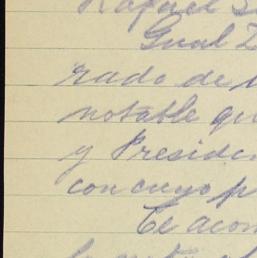 Rafael
Gual D
rado de
notable qu
y Presiden
con cuyo p
Te acom